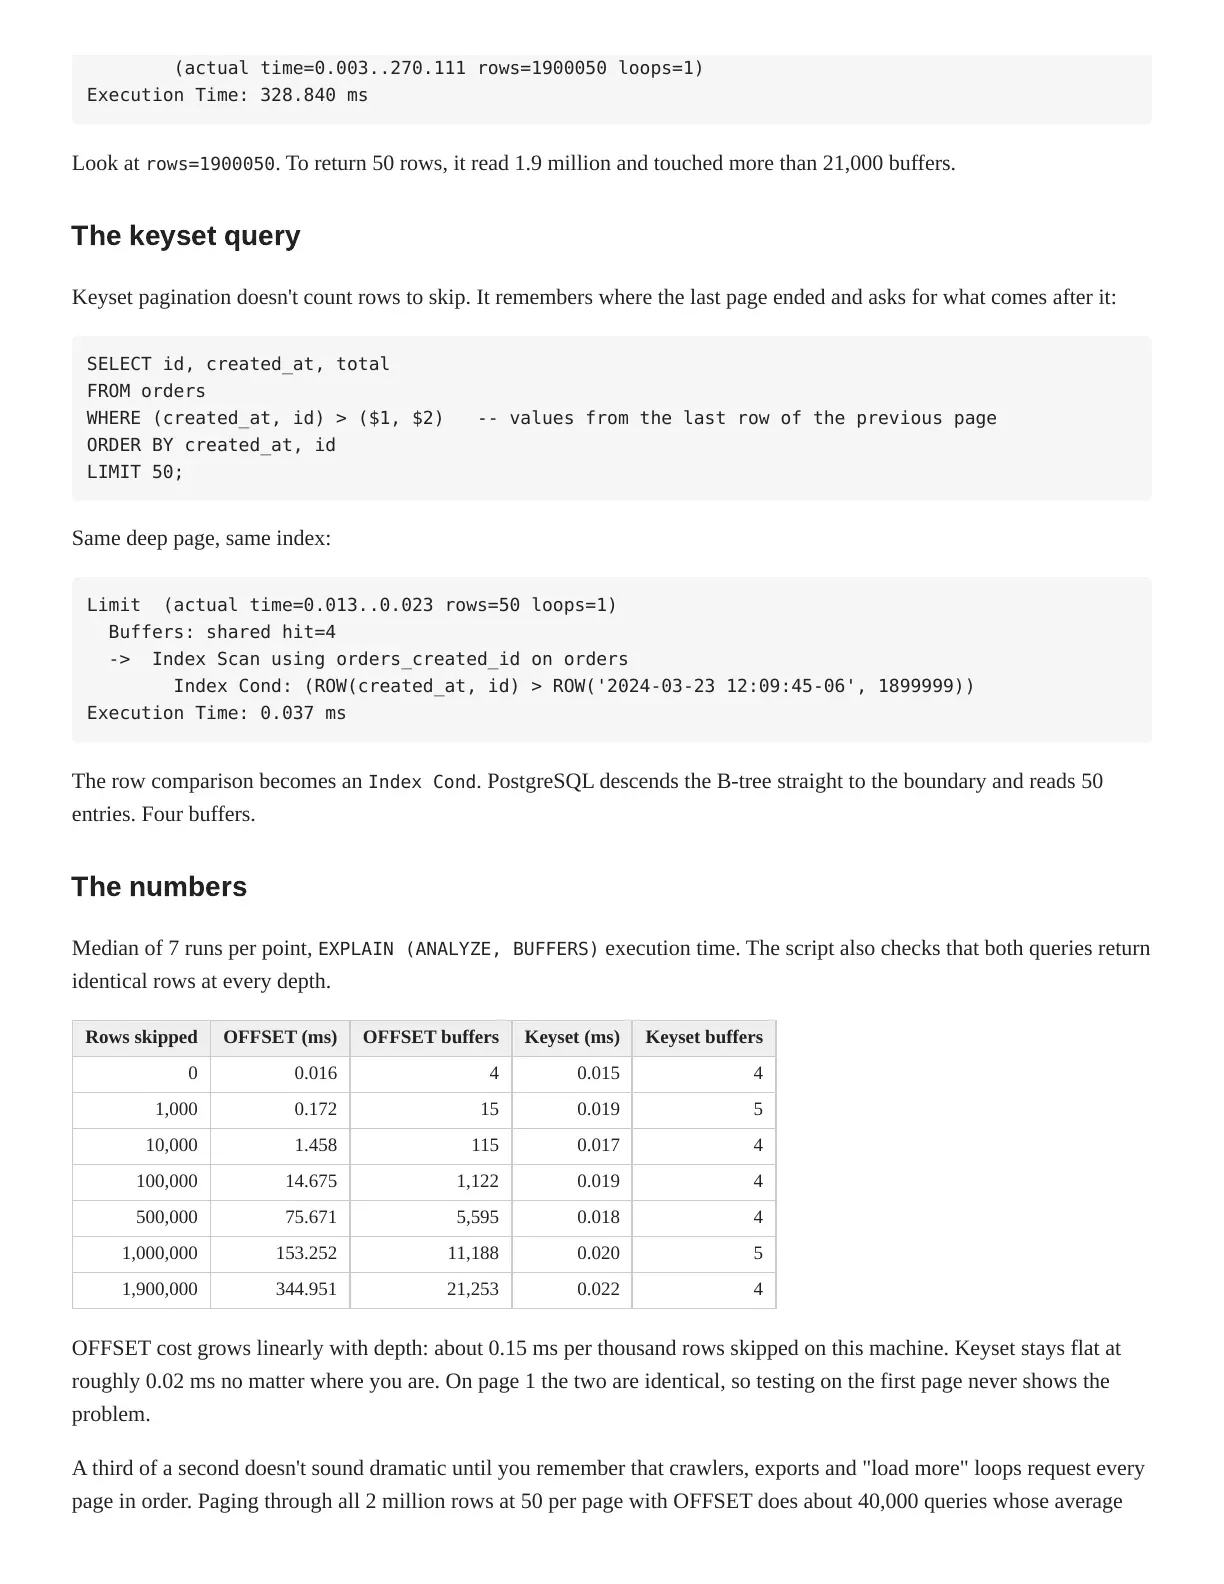 (actual time=0.003..270.111 rows=1900050 loops=1)
Execution Time: 328.840 ms
Look at rows=1900050. To return 50 rows, it read 1.9 million and touched more than 21,000 buffers.
The keyset query
Keyset pagination doesn't count rows to skip. It remembers where the last page ended and asks for what comes after it:
SELECT id, created_at, total
FROM orders
WHERE (created_at, id) > ($1, $2)   -- values from the last row of the previous page
ORDER BY created_at, id
LIMIT 50;
Same deep page, same index:
Limit  (actual time=0.013..0.023 rows=50 loops=1)
  Buffers: shared hit=4
  ->  Index Scan using orders_created_id on orders
        Index Cond: (ROW(created_at, id) > ROW('2024-03-23 12:09:45-06', 1899999))
Execution Time: 0.037 ms
The row comparison becomes an Index Cond. PostgreSQL descends the B-tree straight to the boundary and reads 50
entries. Four buffers.
The numbers
Median of 7 runs per point, EXPLAIN (ANALYZE, BUFFERS) execution time. The script also checks that both queries return
identical rows at every depth.
Rows skipped OFFSET (ms) OFFSET buffers Keyset (ms) Keyset buffers
0 0.016 4 0.015 4
1,000 0.172 15 0.019 5
10,000 1.458 115 0.017 4
100,000 14.675 1,122 0.019 4
500,000 75.671 5,595 0.018 4
1,000,000 153.252 11,188 0.020 5
1,900,000 344.951 21,253 0.022 4
OFFSET cost grows linearly with depth: about 0.15 ms per thousand rows skipped on this machine. Keyset stays flat at
roughly 0.02 ms no matter where you are. On page 1 the two are identical, so testing on the first page never shows the
problem.
A third of a second doesn't sound dramatic until you remember that crawlers, exports and "load more" loops request every
page in order. Paging through all 2 million rows at 50 per page with OFFSET does about 40,000 queries whose average